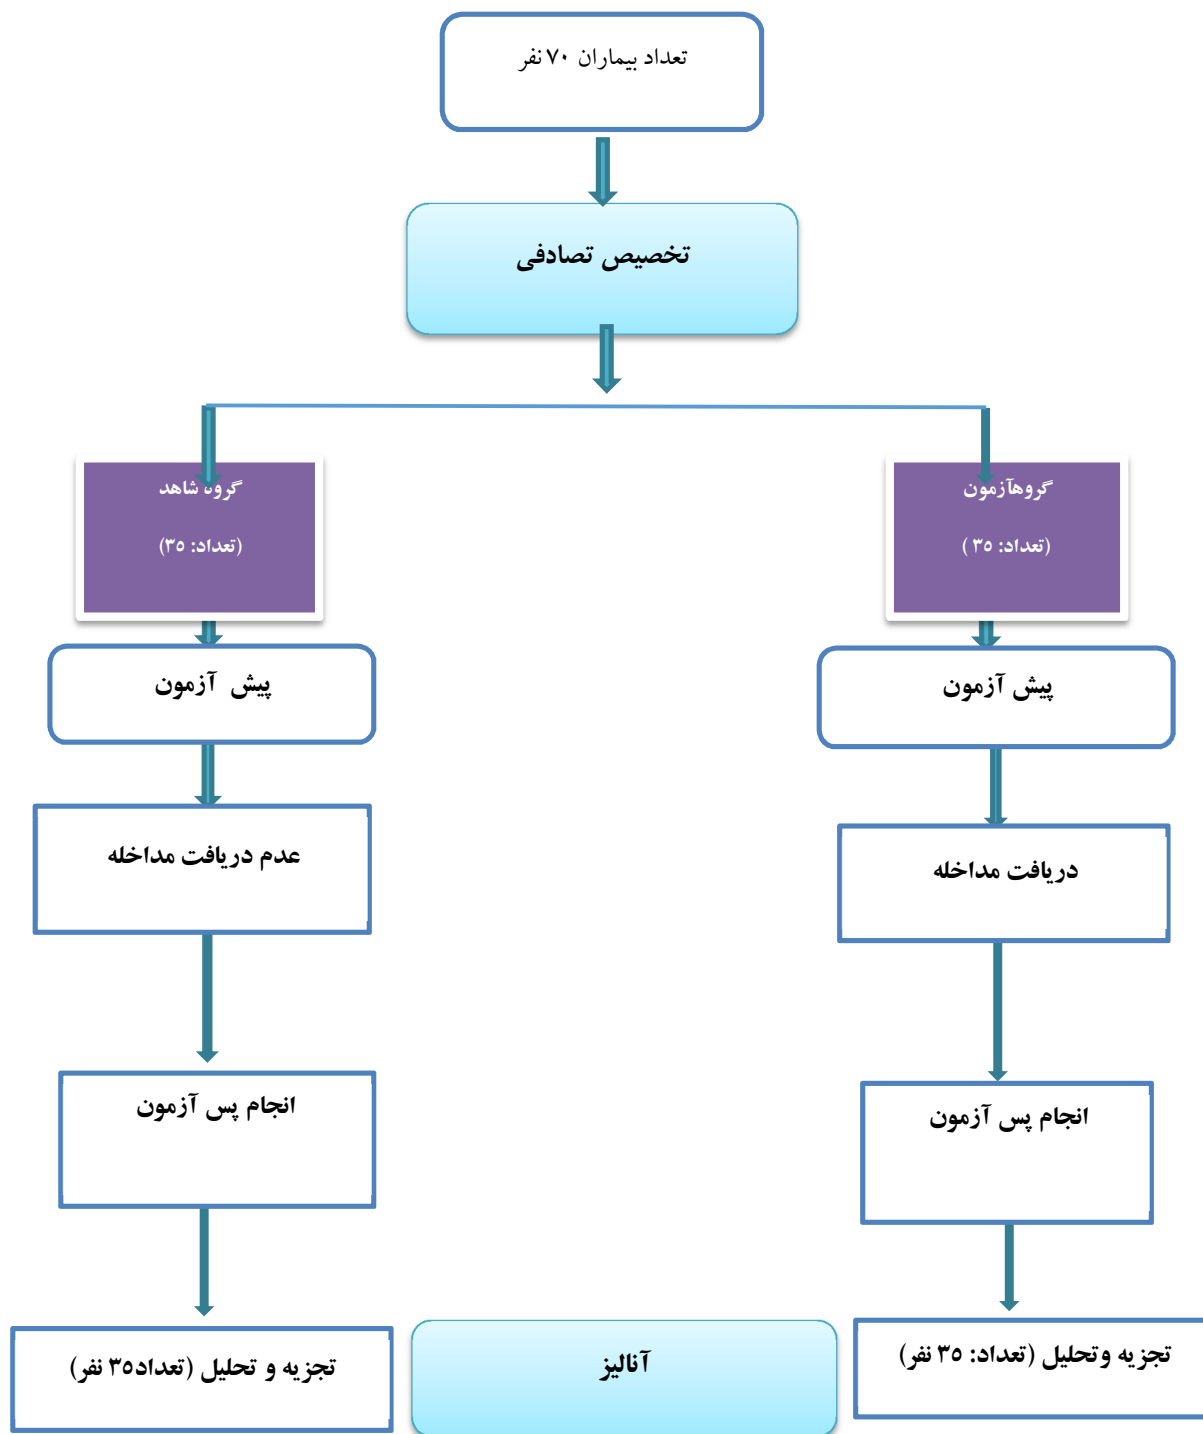 تعداد بیماران ۷۰ نفر
تخصیص تصادفی
گروهآزمون
(تعداد: ۳۵ )
گروه شاهد
(تعداد: ۳۵)
پیش آزمون
پیش آزمون
دریافت مداخله
عدم دریافت مداخله
انجام پس آزمون
انجام پس آزمون
تجزیه وتحلیل (تعداد: ۳۵ نفر)
آنالیز
تجزیه و تحلیل (تعداد۳۵ نفر)